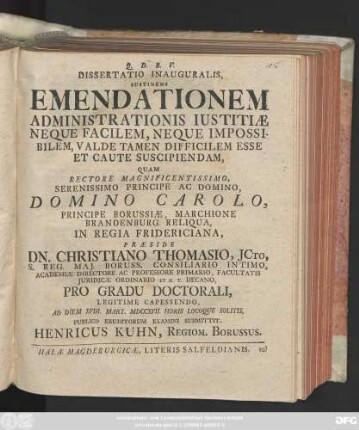 Q. D. B. V.
DISSERTATIO INAUGURALIS,
SUSTINENS
EMENDATIONEM
ADMINISTRATIONIS IUSTITIÆ
NEQUE FACILEM, NEQUE IMPOSSI-
BILEM, VALDE TAMEN DIFFICILEM ESSE
ET CAUTE SUSCIPIENDAM,
QUAM
RECTORE MAGNIFICENTISSIMO,
SERENISSIMO PRINCIPE AC DOMINO,
DOMINO CAROLO,
PRINCIPE BORUSSIÆ, MARCHIONE
BRANDENBURG. RELIQUA,
IN REGIA FRIDERICIANA,
PRÆSIDE
DN. CHRISTIANO THOMASIO, JCTO,
S. REG. MAJ. BORUSS. CONSILIARIO INTIMO,
ACADEMIÆ DIRECTORE AC PROFESSORE PRIMARIO, FACULTATIS
JURIDICÆ ORDINARIO ET h. t. DECANO,
PRO GRADU DOCTORALI,
LEGITIME CAPESSENDO,
AD DIEM XVIII. MART. MDCCXVII HORIS LOCOQUE SOLITIS,
PUBLICO ERUDITORUM EXAMINI SUBMITTIT
HENRICUS KUHN, REGIOM. BORUSSUS.
HALÆ MAGDEBURGICÆ, LITERIS SALFELDIANIS.
DFG